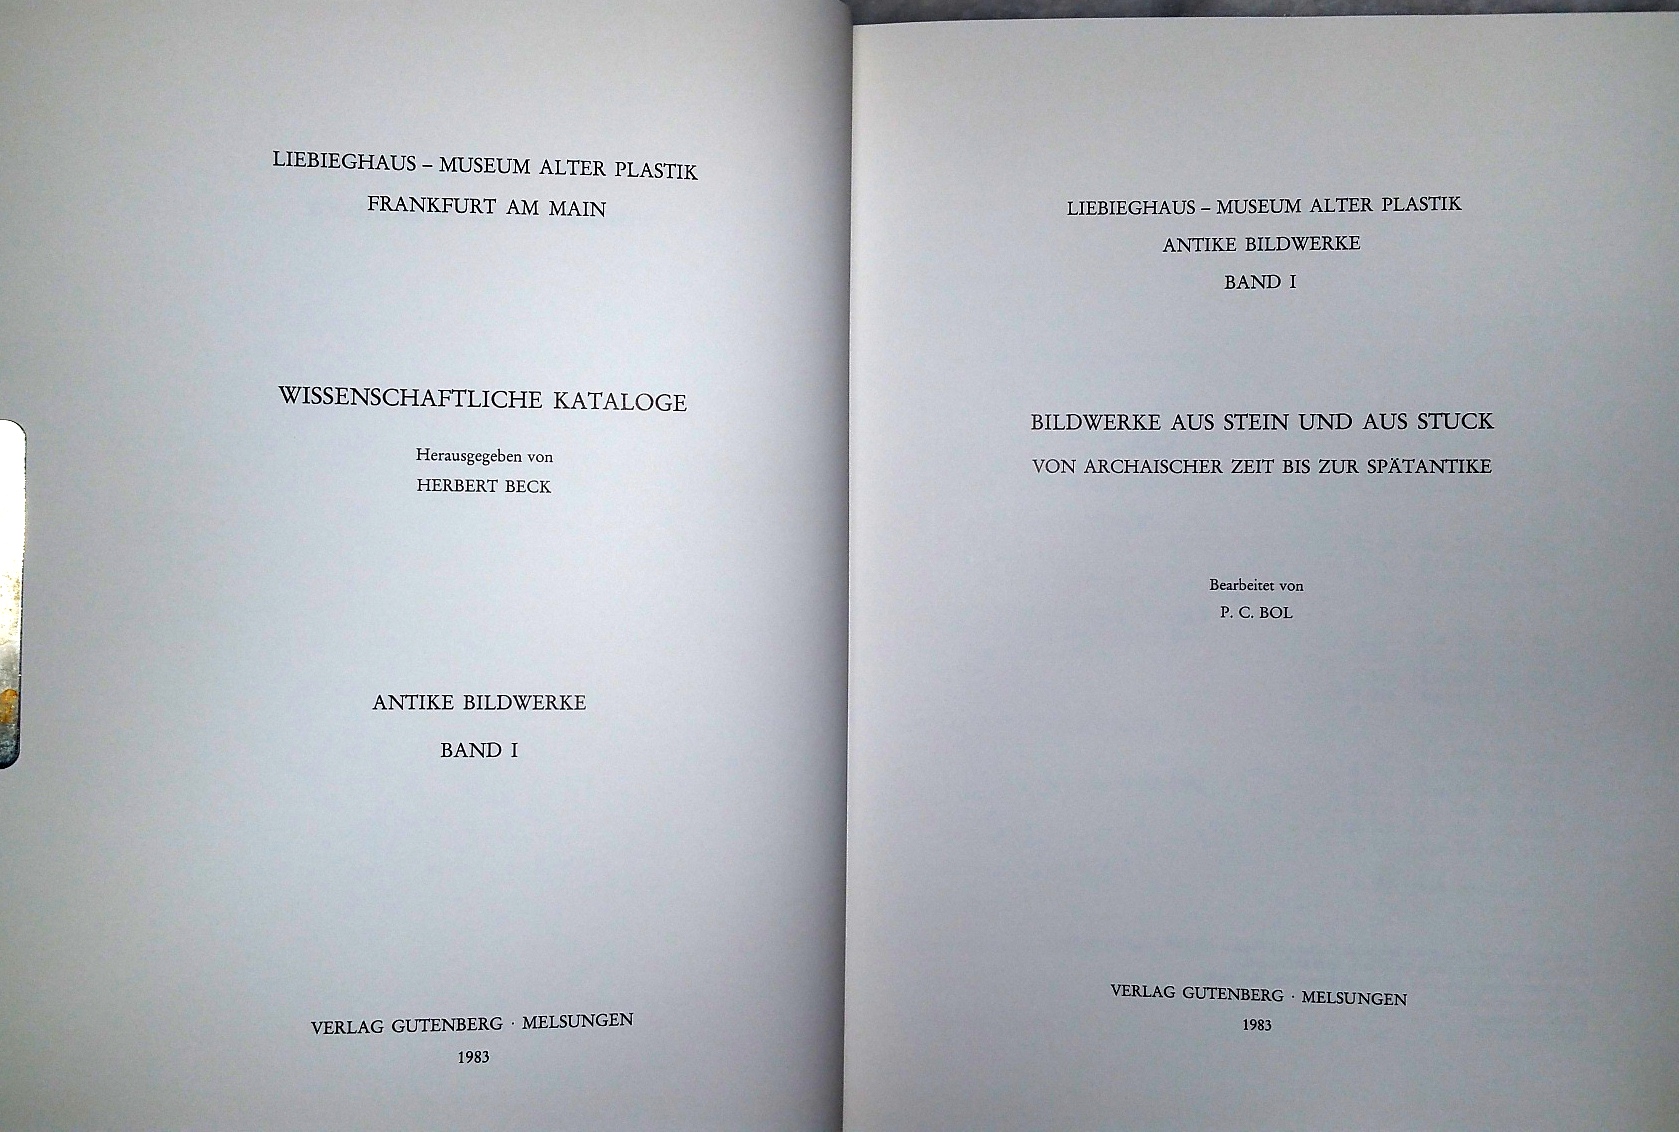 LIEBIEGHAUS – MUSEUM ALTER PLASTIK
FRANKFURT AM MAIN
WISSENSCHAFTLICHE KATALOGE
Herausgegeben von
HERBERT BECK
ANTIKE BILDWERKE
BAND I
VERLAG GUTENBERG · MELSUNGEN
1983
LIEBIEGHAUS – MUSEUM ALTER PLASTIK
ANTIKE BILDWERKE
BAND I
BILDWERKE AUS STEIN UND AUS STUCK
VON ARCHAISCHER ZEIT BIS ZUR SPÄTANTIKE
Bearbeitet von
P. C. BOL
VERLAG GUTENBERG · MELSUNGEN
1983